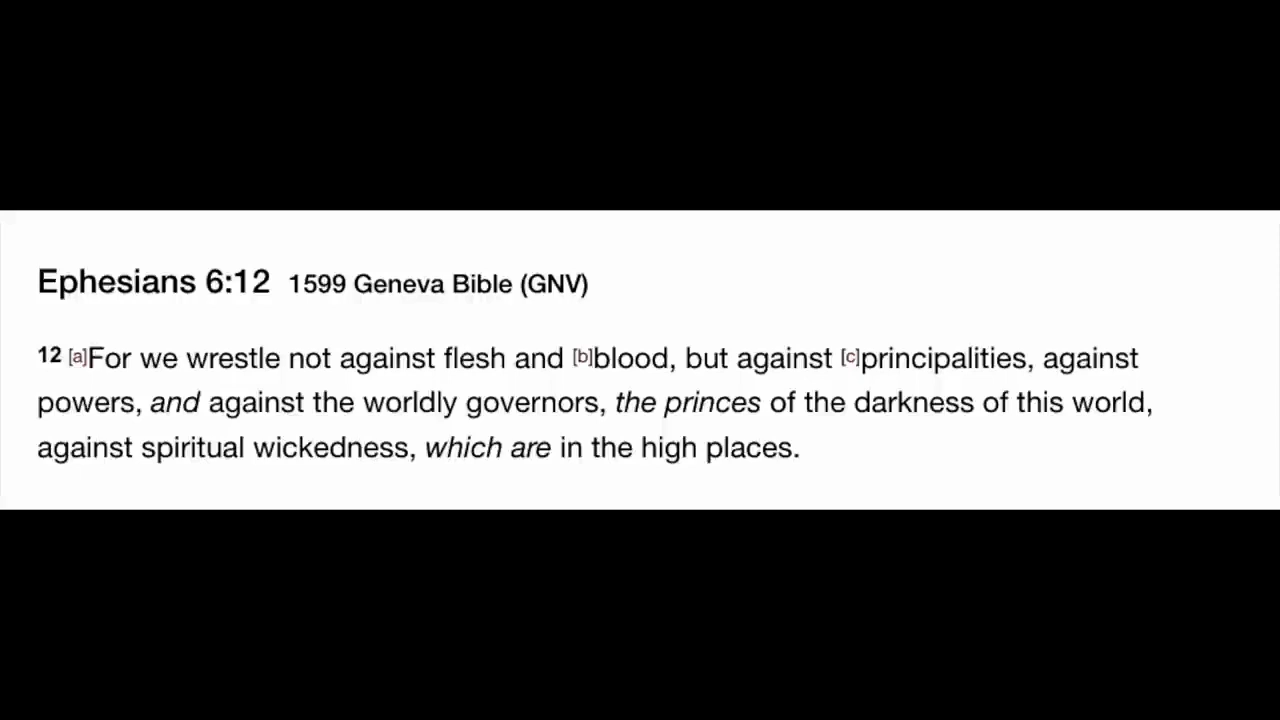 Ephesians 6:12 1599 Geneva Bible (GNV)
12 [a]For we wrestle not against flesh and [b]blood, but against [c]principalities, against
powers, and against the worldly governors, the princes of the darkness of this world,
against spiritual wickedness, which are in the high places.